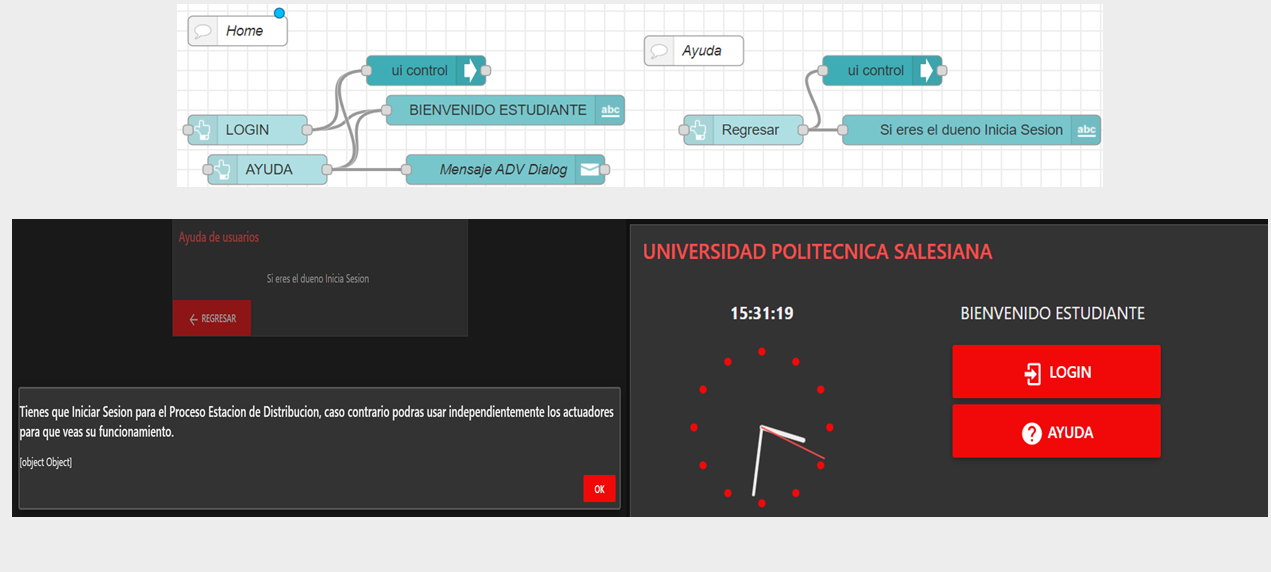 Home
ui control
BIENVENIDO ESTUDIANTE
abc
LOGIN
AYUDA
Mensaje ADV Dialog
Ayuda
ui control
Regresar
Si eres el dueno Inicia Sesion
abc
Ayuda de usuarios
Si eres el dueno Inicia Sesion
REGRESAR
Tienes que Iniciar Sesion para el Proceso Estacion de Distribucion, caso contrario podras usar independientemente los actuadores
para que veas su funcionamiento.
[object Object]
OK
UNIVERSIDAD POLITECNICA SALESIANA
15:31:19
BIENVENIDO ESTUDIANTE
LOGIN
AYUDA